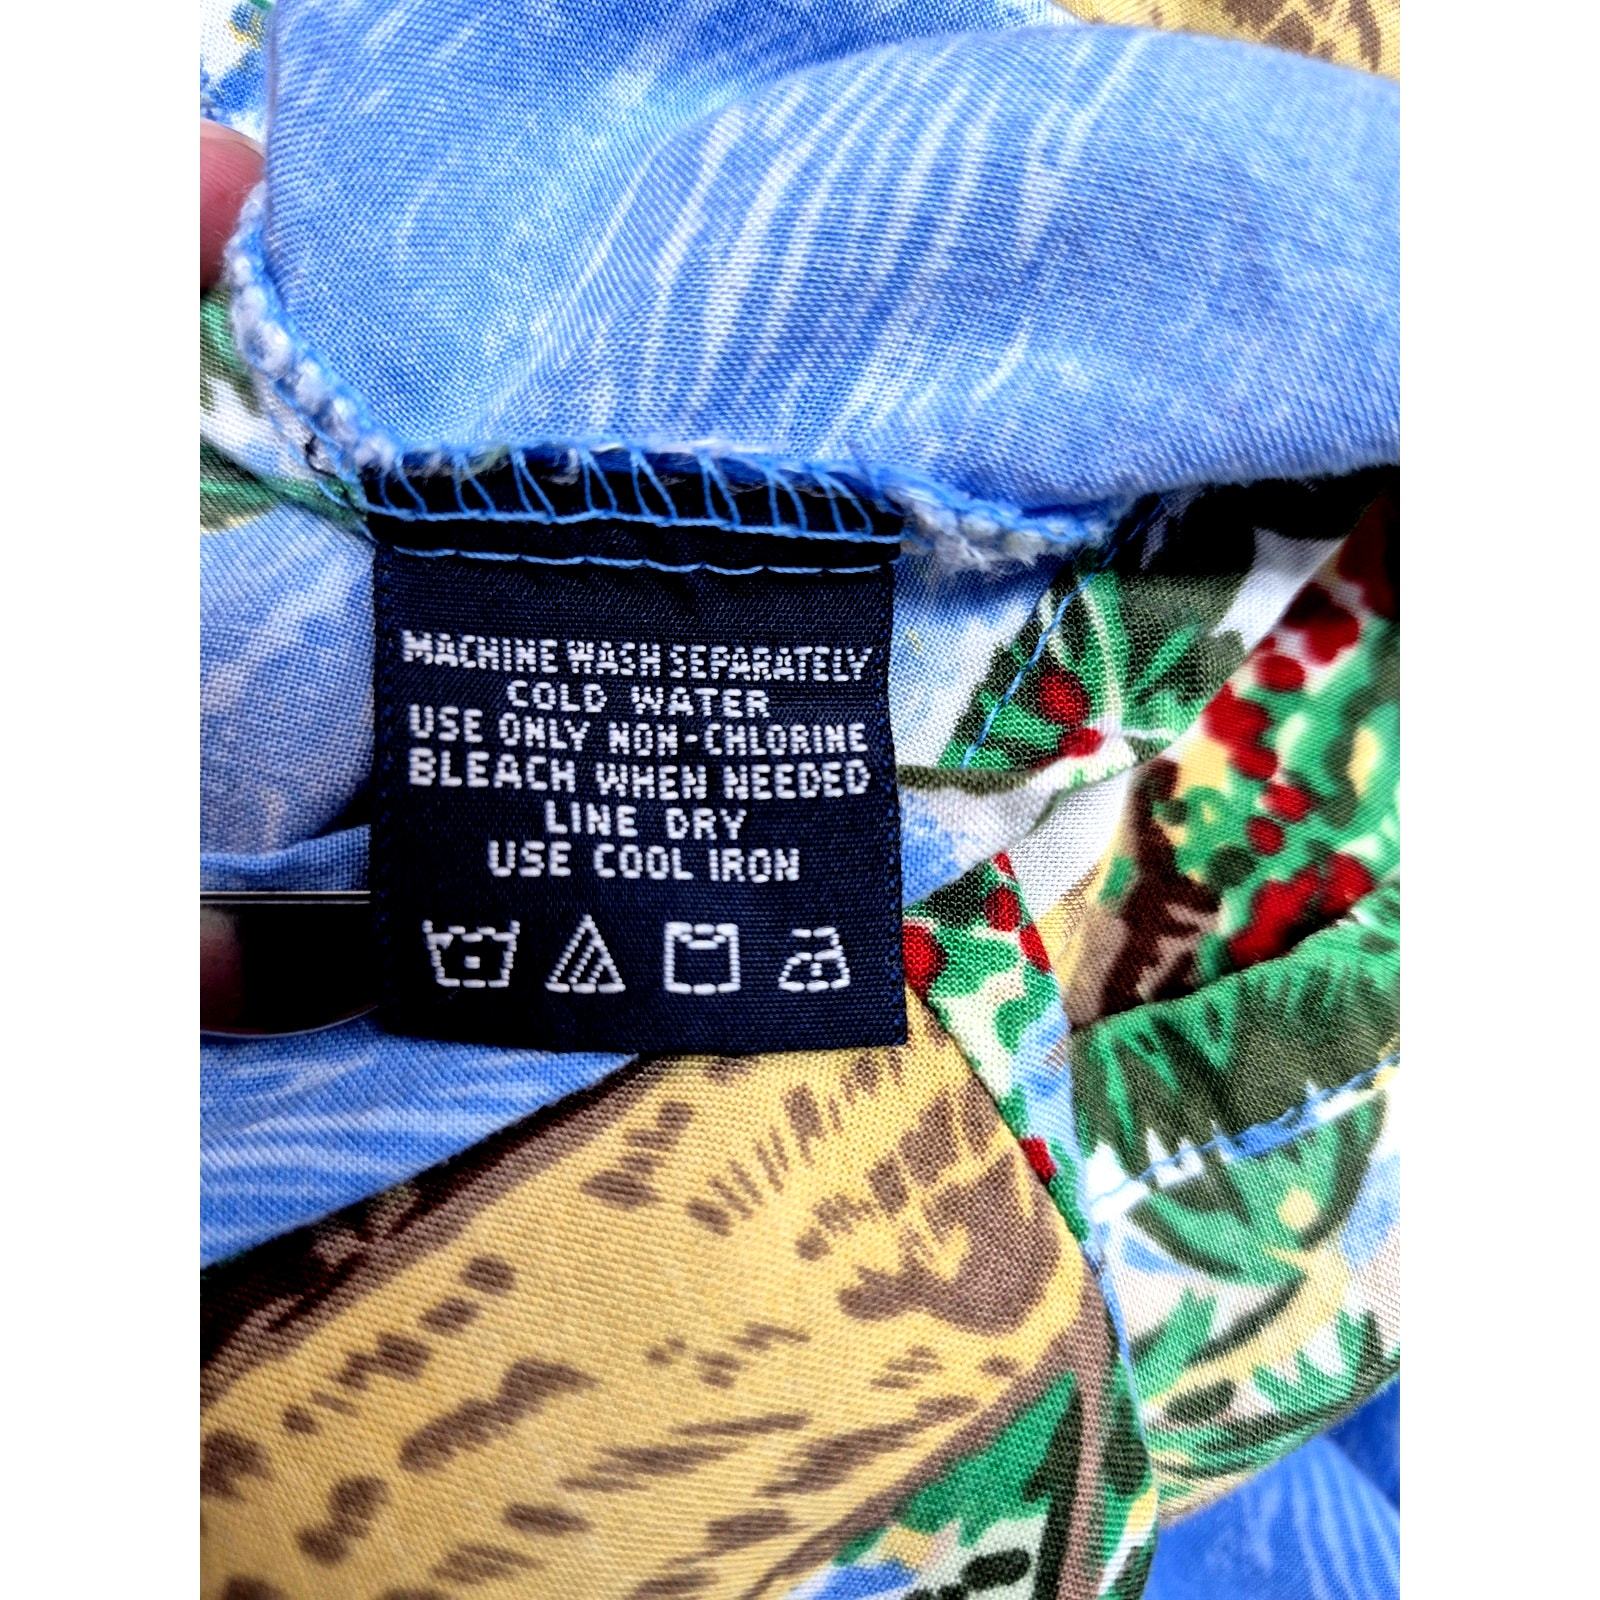 MACHINE WASH SEPARATELY
COLD WATER
USE ONLY NON-CHLORINE
BLEACH WHEN NEEDED
LINE DRY
USE COOL IRON